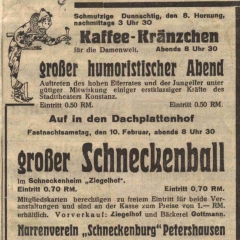 Schmutzige Dunnschtig, den 8. Hornung,
nachmittags 3 Uhr 30
Kaffee-Kränzchen
für die Damenwelt, Abends 8 Uhr 30
großer humoristischer Abend
Auftreten des hohen Elferrates und der Jungelfer unter
gütiger Mitwirkung einiger erstklassiger Kräfte des
Stadttheaters Konstanz.
Eintritt 0.50 RM. Eintritt 0.50 RM.
Auf in den Dachplattenhof
Fastnachtsamstag, den 10. Februar, abends 8 Uhr 30
großer Schneckenball
im Schneckenheim „Ziegelhof“.
Eintritt 0,70 RM. Eintritt 0,70 RM.
Mitgliedskarten berechtigen zu freiem Eintritt für beide Ver-
anstaltungen und sind an der Kasse zum Preise von 1.— RM.
erhältlich. Vorverkauf: Ziegelhof und Bäckerei Gottmann.
Narrenverein „Schneckenburg“ Petershausen